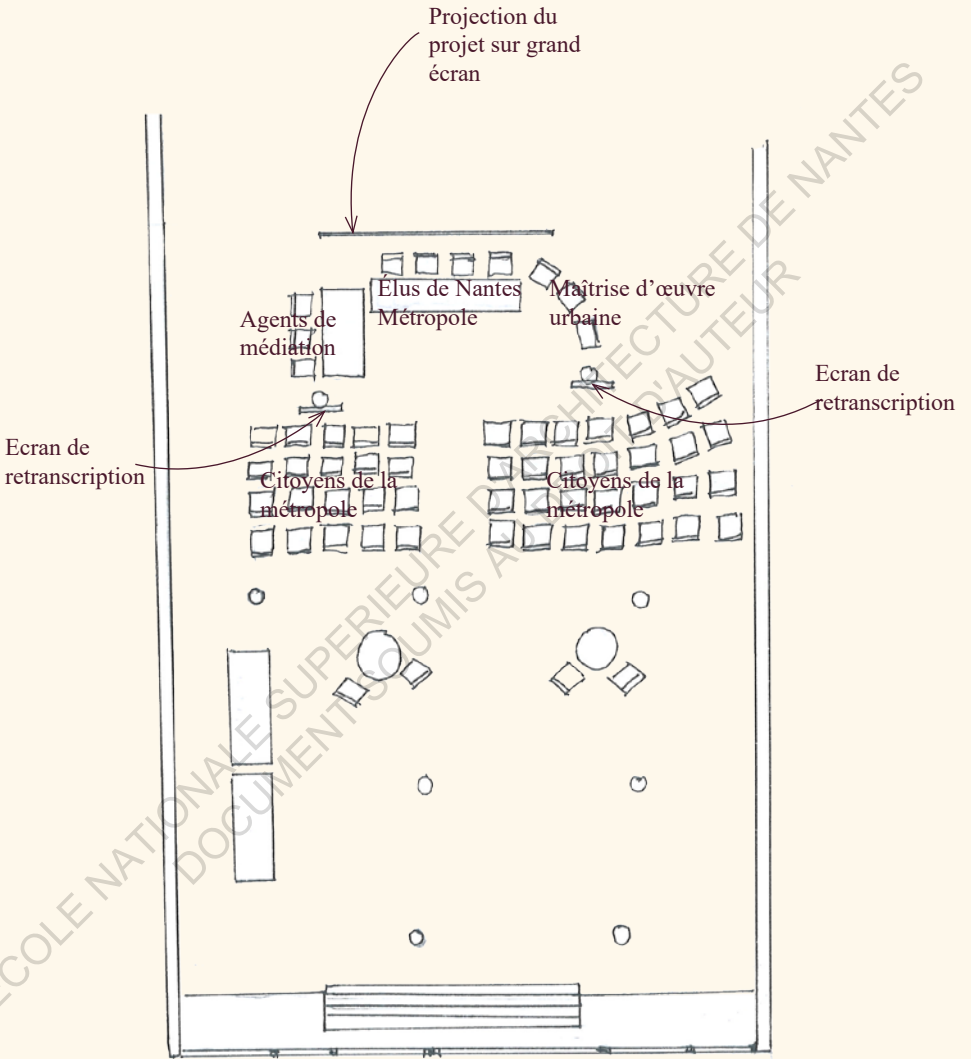 Projection du
projet sur grand
écran
Élus de Nantes
Métropole
Maîtrise d’œuvre
urbaine
Agents de
médiation
Ecran de
retranscription
Ecran de
retranscription
Citoyens de la
métropole
Citoyens de la
métropole
ECOLE NATIONALE SUPERIEURE D'ARCHITECTURE DE NANTES
DOCUMENT SOUMIS AU DROIT D'AUTEUR